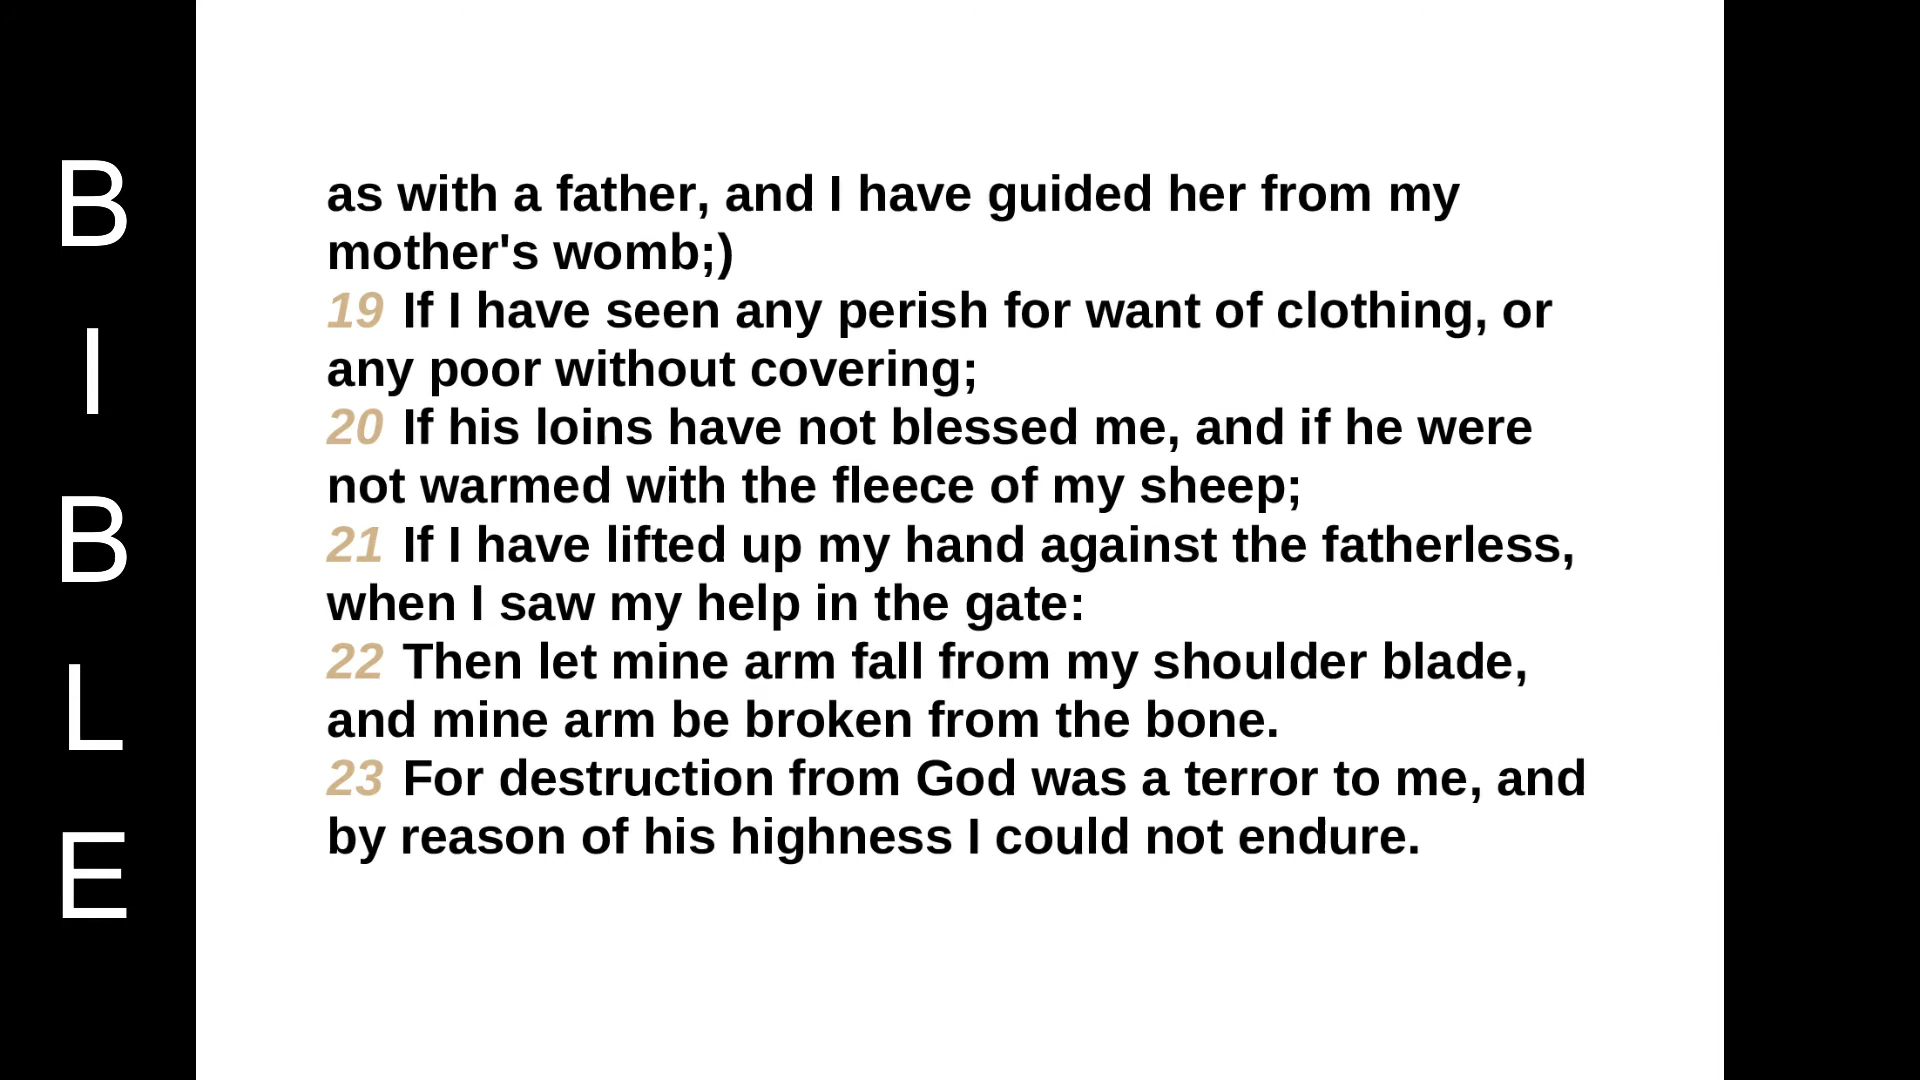 B
I
B
L
E
as with a father, and I have guided her from my
mother's womb;)
19 If I have seen any perish for want of clothing, or
any poor without covering;
20 If his loins have not blessed me, and if he were
not warmed with the fleece of my sheep;
21 If I have lifted up my hand against the fatherless,
when I saw my help in the gate:
22 Then let mine arm fall from my shoulder blade,
and mine arm be broken from the bone.
23 For destruction from God was a terror to me, and
by reason of his highness I could not endure.